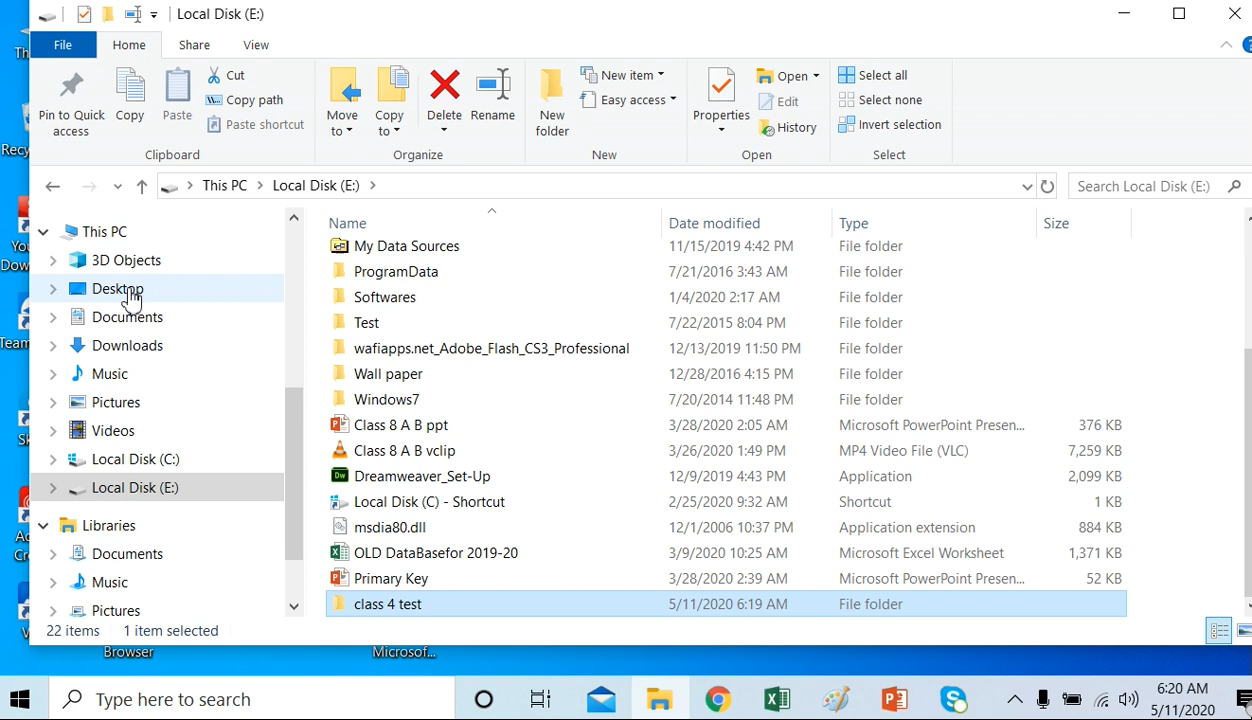 Local Disk (E:)
File Home Share View
Pin to Quick access
Copy
Paste
Cut
Copy path
Paste shortcut
Clipboard
Move to
Copy to
Delete
Rename
Organize
New folder
New item
Easy access
New
Properties
Open
Edit
History
Open
Select all
Select none
Invert selection
Select
This PC Local Disk (E:)
Search Local Disk (E:)
This PC
3D Objects
Desktop
Documents
Downloads
Music
Pictures
Videos
Local Disk (C:)
Local Disk (E:)
Libraries
Documents
Music
Pictures
Name Date modified Type Size
My Data Sources 11/15/2019 4:42 PM File folder
ProgramData 7/21/2016 3:43 AM File folder
Softwares 1/4/2020 2:17 AM File folder
Test 7/22/2015 8:04 PM File folder
wafiapps.net_Adobe_Flash_CS3_Professional 12/13/2019 11:50 PM File folder
Wall paper 12/28/2016 4:15 PM File folder
Windows7 7/20/2014 11:48 PM File folder
Class 8 A B ppt 3/28/2020 2:05 AM Microsoft PowerPoint Presen... 376 KB
Class 8 A B vclip 3/26/2020 1:49 PM MP4 Video File (VLC) 7,259 KB
Dreamweaver_Set-Up 12/9/2019 4:43 PM Application 2,099 KB
Local Disk (C) - Shortcut 2/25/2020 9:32 AM Shortcut 1 KB
msdia80.dll 12/1/2006 10:37 PM Application extension 884 KB
OLD DataBasefor 2019-20 3/9/2020 10:25 AM Microsoft Excel Worksheet 1,371 KB
Primary Key 3/28/2020 2:39 AM Microsoft PowerPoint Presen... 52 KB
class 4 test 5/11/2020 6:19 AM File folder
22 items 1 item selected
Browser
Microsof...
Type here to search
6:20 AM
5/11/2020